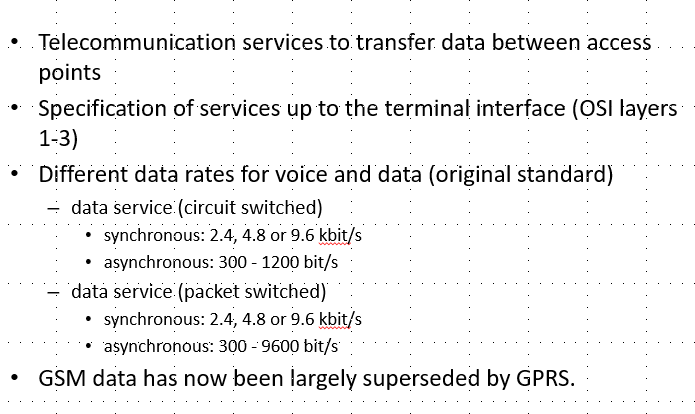 • Telecommunication services to transfer data between access
points
• Specification of services up to the terminal interface (OSI layers
1-3)
• Different data rates for voice and data (original standard)
– data service (circuit switched)
• synchronous: 2.4, 4.8 or 9.6 kbit/s
• asynchronous: 300 - 1200 bit/s
– data service (packet switched)
• synchronous: 2.4, 4.8 or 9.6 kbit/s
• asynchronous: 300 - 9600 bit/s
• GSM data has now been largely superseded by GPRS.